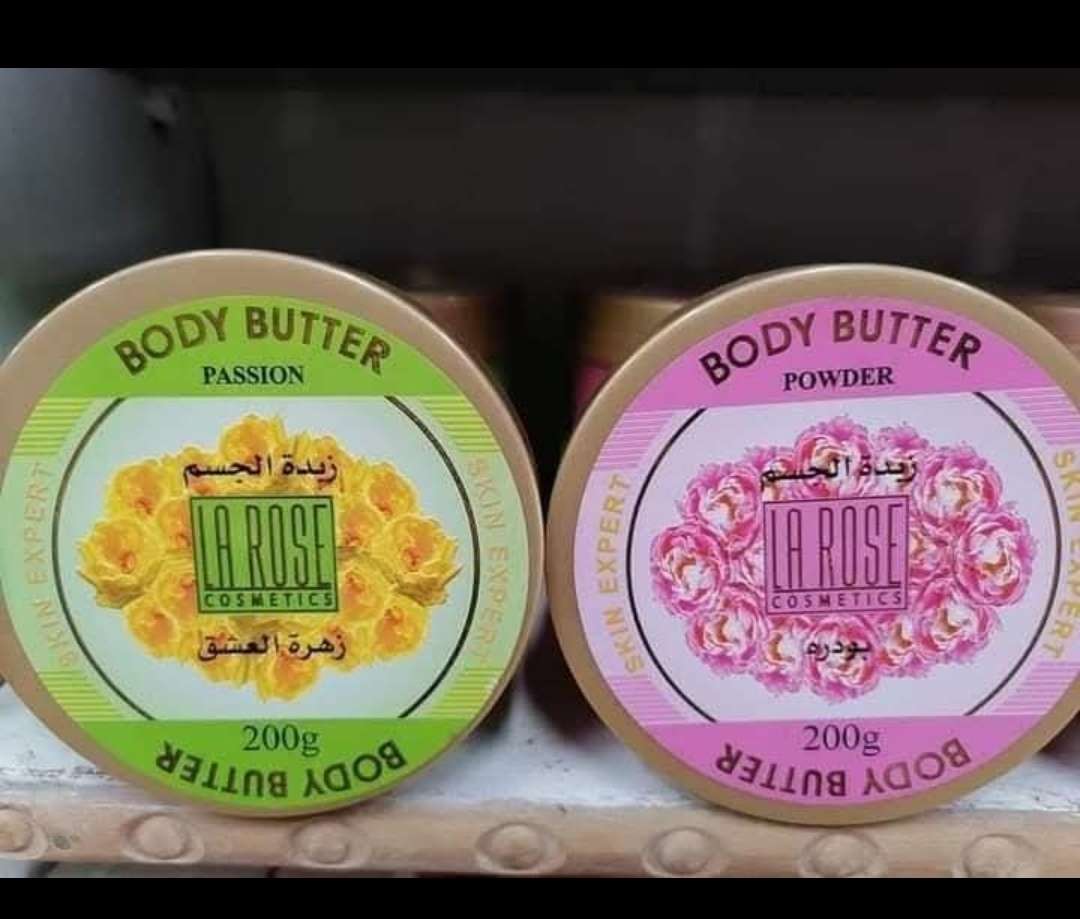 BODY BUTTER
PASSION
زبدة الجسم
LA ROSE
COSMETICS
زهرة العشق
SKIN EXPERT
SKIN EXPERT
200g
BODY BUTTER
BODY BUTTER
POWDER
زبدة الجسم
LA ROSE
COSMETICS
بودره
SKIN EXPERT
SKIN EXPERT
200g
BODY BUTTER